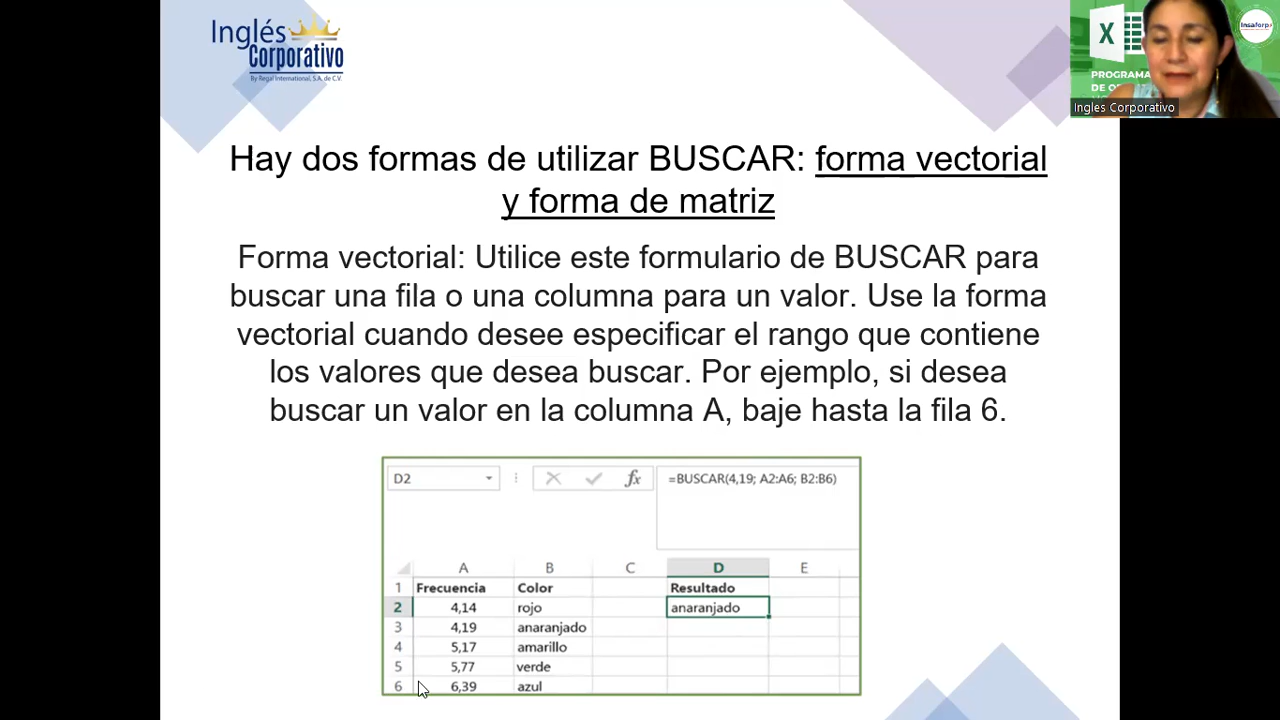 Inglés
Corporativo
By Regal International, S.A. de C.V.
X
Insaforp
PROGRAMA
DE
Ingles Corporativo
Hay dos formas de utilizar BUSCAR: forma vectorial
y forma de matriz
Forma vectorial: Utilice este formulario de BUSCAR para
buscar una fila o una columna para un valor. Use la forma
vectorial cuando desee especificar el rango que contiene
los valores que desea buscar. Por ejemplo, si desea
buscar un valor en la columna A, baje hasta la fila 6.
D2 fx =BUSCAR(4,19; A2:A6; B2:B6)
A B C D E
1 Frecuencia Color Resultado
2 4,14 rojo anaranjado
3 4,19 anaranjado
4 5,17 amarillo
5 5,77 verde
6 6,39 azul